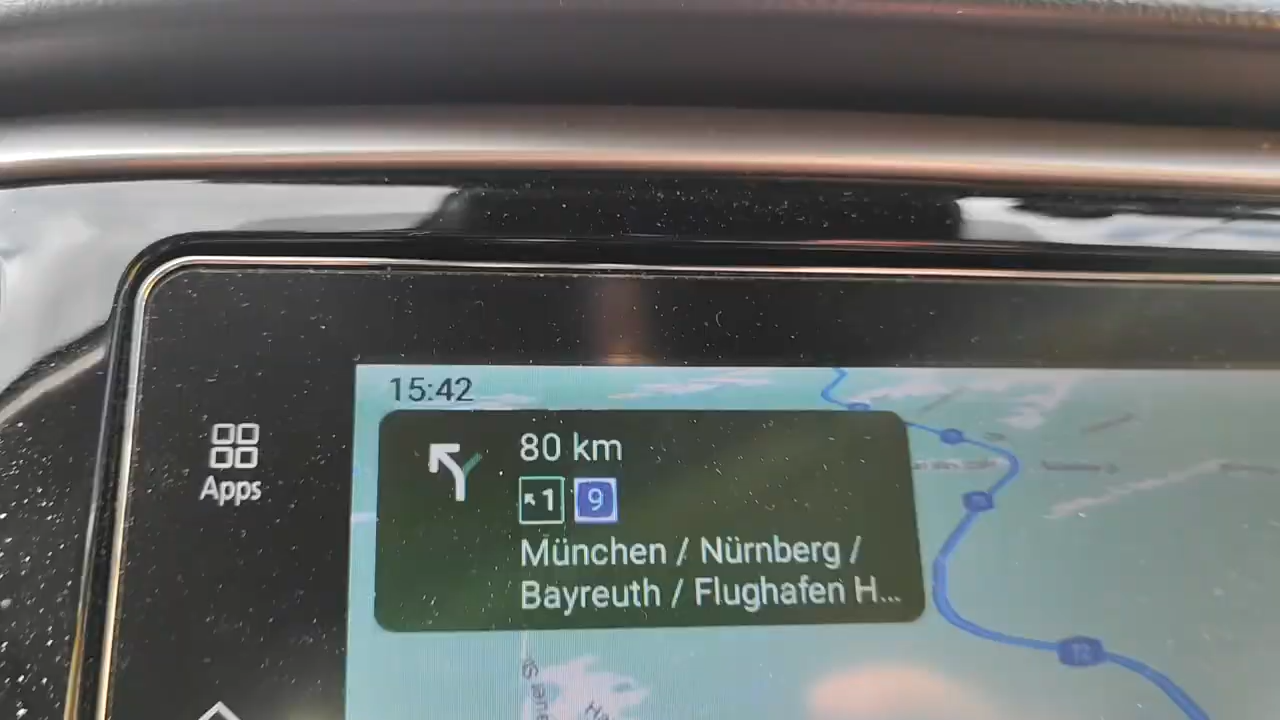 15:42
80 km
1 9
München / Nürnberg /
Bayreuth / Flughafen H...
Apps